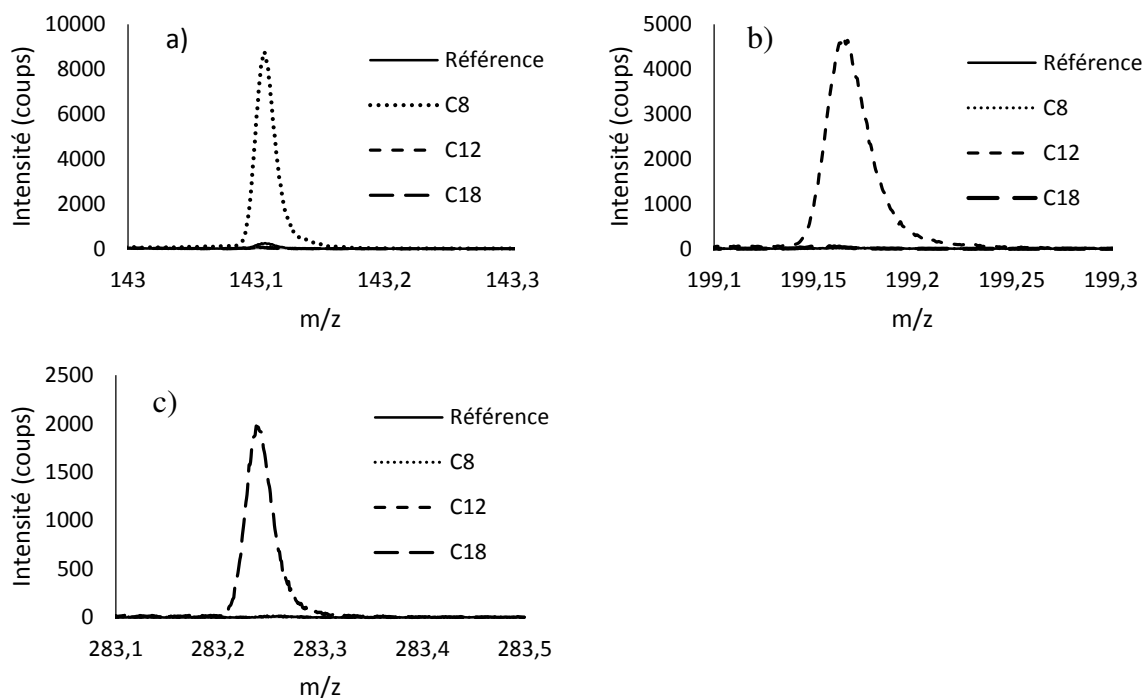 a)
Intensité (coups)
10000
8000
6000
4000
2000
0
143
143,1
143,2
143,3
m/z
Référence
C8
C12
C18
b)
Intensité (coups)
5000
4000
3000
2000
1000
0
199,1
199,15
199,2
199,25
199,3
m/z
Référence
C8
C12
C18
c)
Intensité (coups)
2500
2000
1500
1000
500
0
283,1
283,2
283,3
283,4
283,5
m/z
Référence
C8
C12
C18